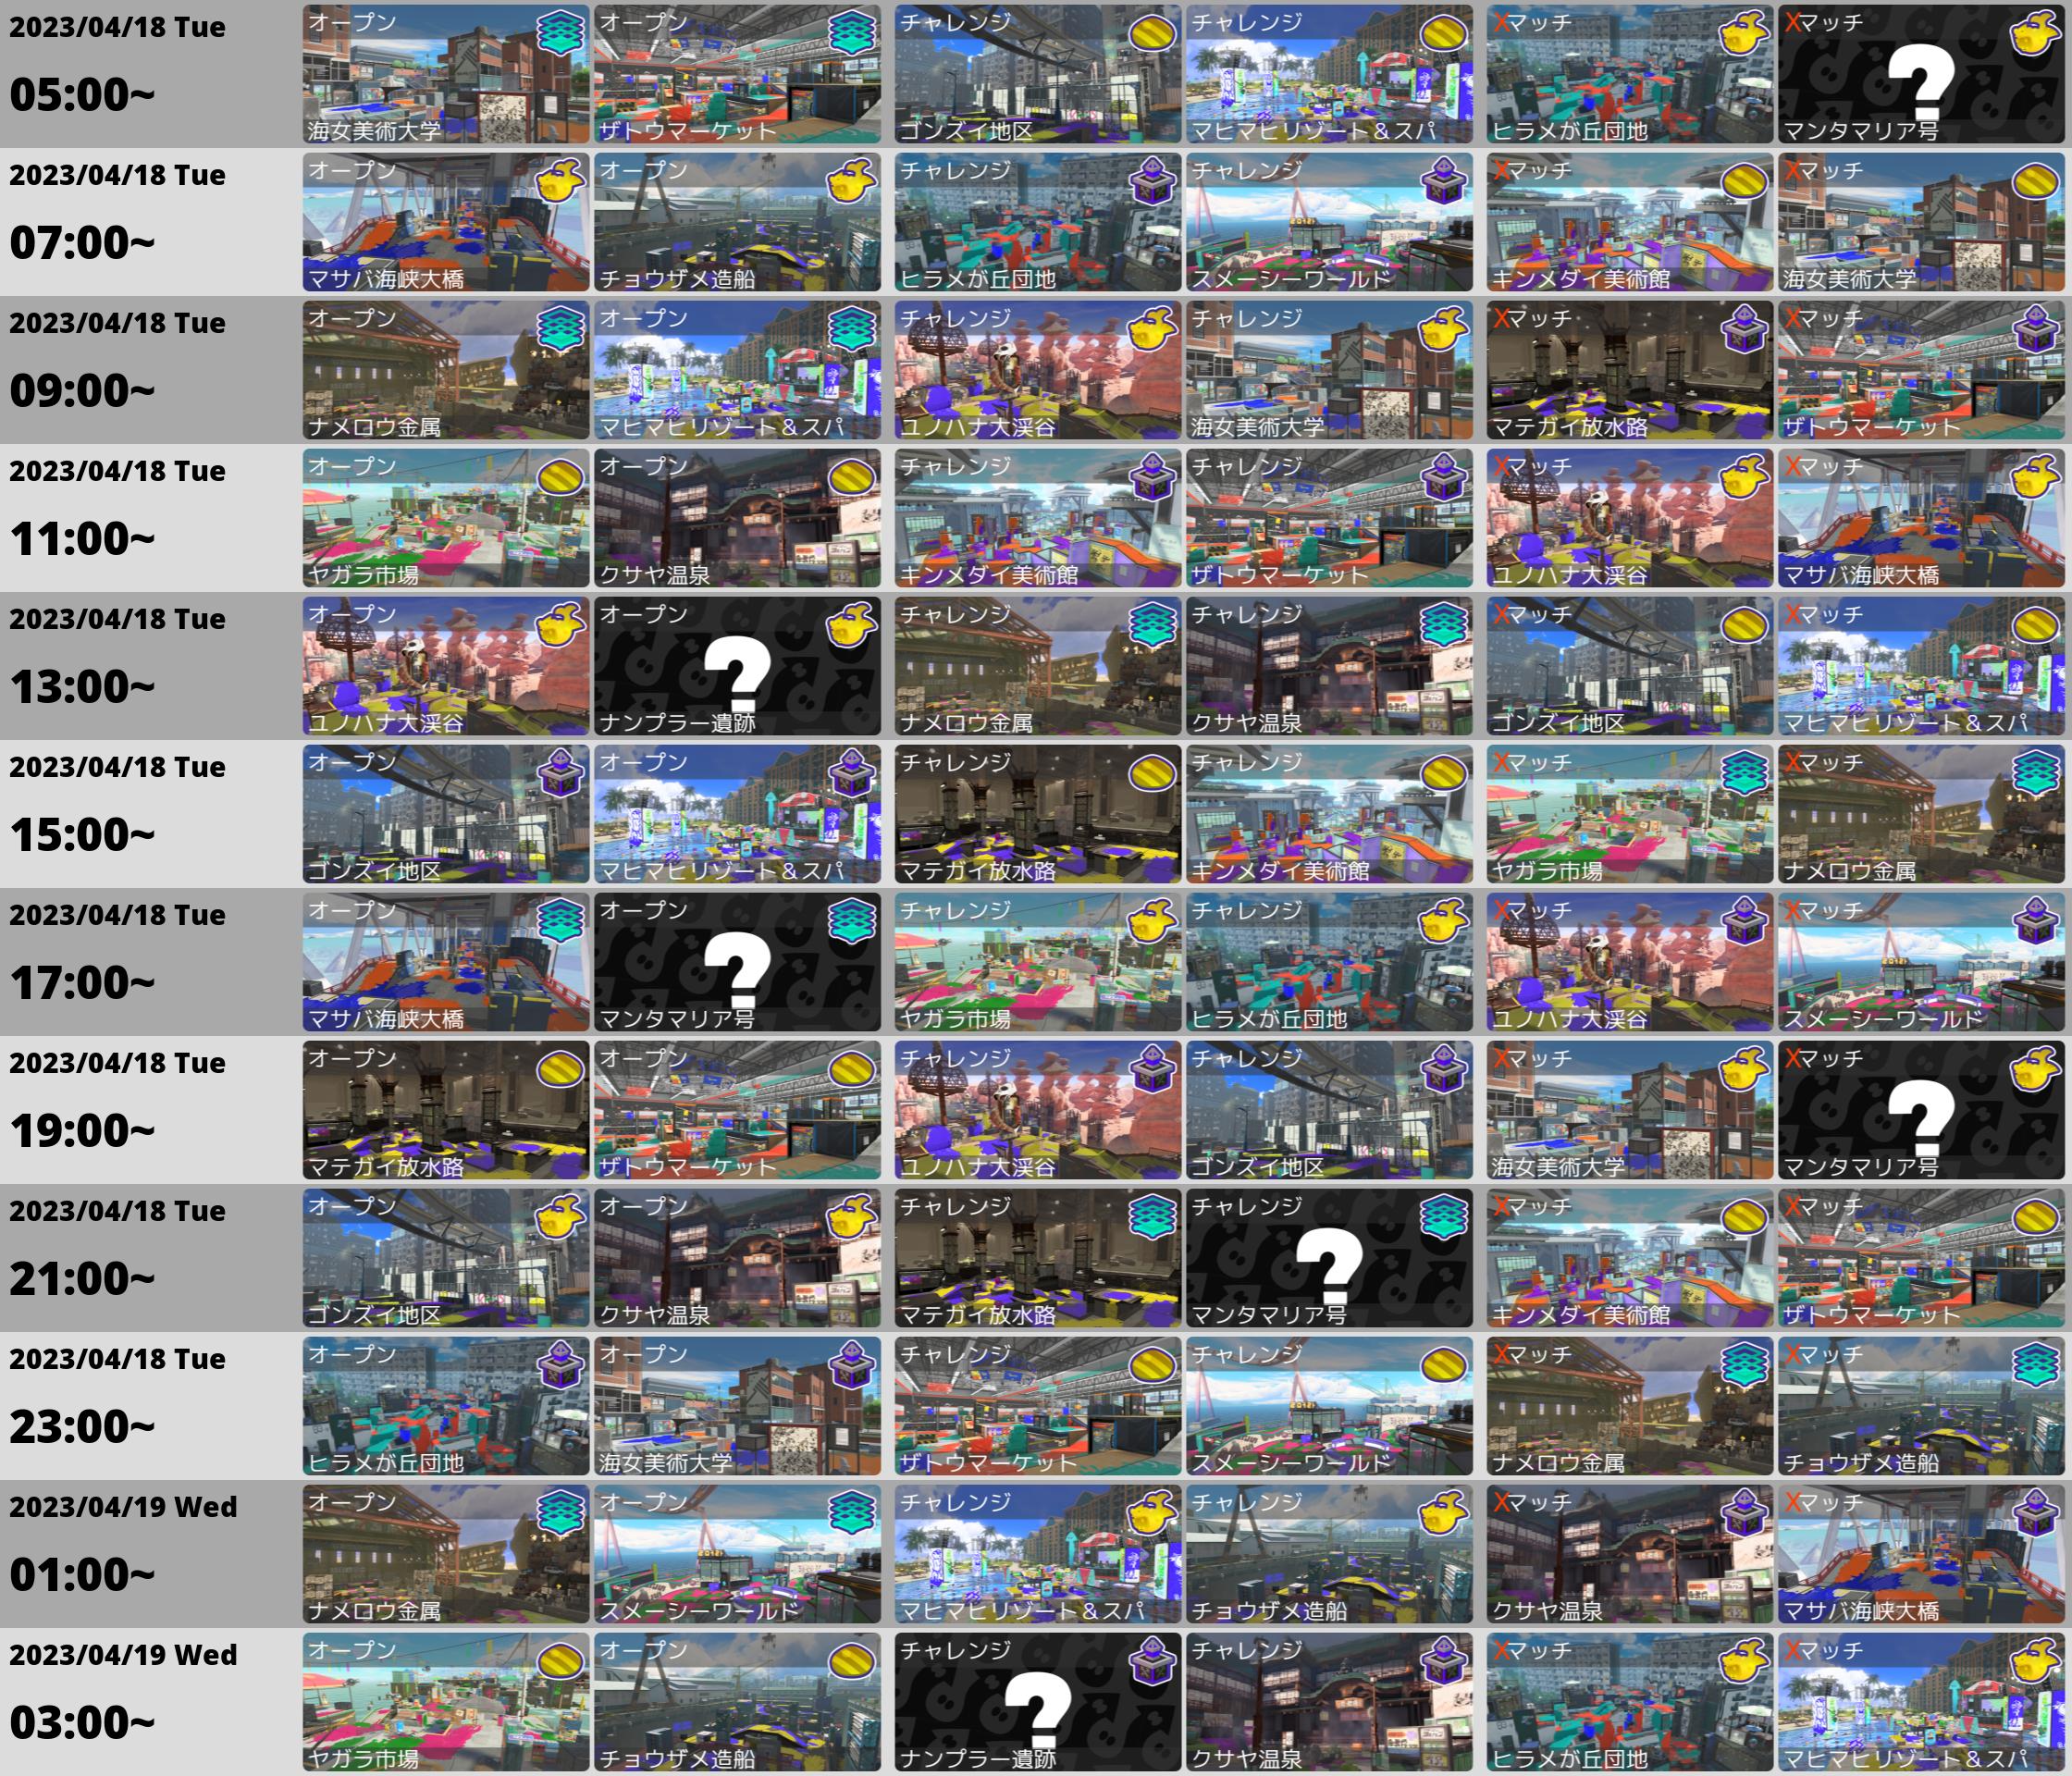 2023/04/18 Tue
05:00~
オープン オープン チャレンジ チャレンジ Xマッチ Xマッチ
海女美術大学 ザトウマーケット ゴンズイ地区 マヒマヒリゾート&スパ ヒラメが丘団地 マンタマリア号
2023/04/18 Tue
07:00~
オープン オープン チャレンジ チャレンジ Xマッチ Xマッチ
マサバ海峡大橋 チョウザメ造船 ヒラメが丘団地 スメーシーワールド キンメダイ美術館 海女美術大学
2023/04/18 Tue
09:00~
オープン オープン チャレンジ チャレンジ Xマッチ Xマッチ
ナメロウ金属 マヒマヒリゾート&スパ ユノハナ大渓谷 海女美術大学 マテガイ放水路 ザトウマーケット
2023/04/18 Tue
11:00~
オープン オープン チャレンジ チャレンジ Xマッチ Xマッチ
ヤガラ市場 クサヤ温泉 キンメダイ美術館 ザトウマーケット ユノハナ大渓谷 マサバ海峡大橋
2023/04/18 Tue
13:00~
オープン オープン チャレンジ チャレンジ Xマッチ Xマッチ
ユノハナ大渓谷 ナンプラー遺跡 ナメロウ金属 クサヤ温泉 ゴンズイ地区 マヒマヒリゾート&スパ
2023/04/18 Tue
15:00~
オープン オープン チャレンジ チャレンジ Xマッチ Xマッチ
ゴンズイ地区 マヒマヒリゾート&スパ マテガイ放水路 キンメダイ美術館 ヤガラ市場 ナメロウ金属
2023/04/18 Tue
17:00~
オープン オープン チャレンジ チャレンジ Xマッチ Xマッチ
マサバ海峡大橋 マンタマリア号 ヤガラ市場 ヒラメが丘団地 ユノハナ大渓谷 スメーシーワールド
2023/04/18 Tue
19:00~
オープン オープン チャレンジ チャレンジ Xマッチ Xマッチ
マテガイ放水路 ザトウマーケット ユノハナ大渓谷 ゴンズイ地区 海女美術大学 マンタマリア号
2023/04/18 Tue
21:00~
オープン オープン チャレンジ チャレンジ Xマッチ Xマッチ
ゴンズイ地区 クサヤ温泉 マテガイ放水路 マンタマリア号 キンメダイ美術館 ザトウマーケット
2023/04/18 Tue
23:00~
オープン オープン チャレンジ チャレンジ Xマッチ Xマッチ
ヒラメが丘団地 海女美術大学 ザトウマーケット スメーシーワールド ナメロウ金属 チョウザメ造船
2023/04/19 Wed
01:00~
オープン オープン チャレンジ チャレンジ Xマッチ Xマッチ
ナメロウ金属 スメーシーワールド マヒマヒリゾート&スパ チョウザメ造船 クサヤ温泉 マサバ海峡大橋
2023/04/19 Wed
03:00~
オープン オープン チャレンジ チャレンジ Xマッチ Xマッチ
ヤガラ市場 チョウザメ造船 ナンプラー遺跡 クサヤ温泉 ヒラメが丘団地 マヒマヒリゾート&スパ